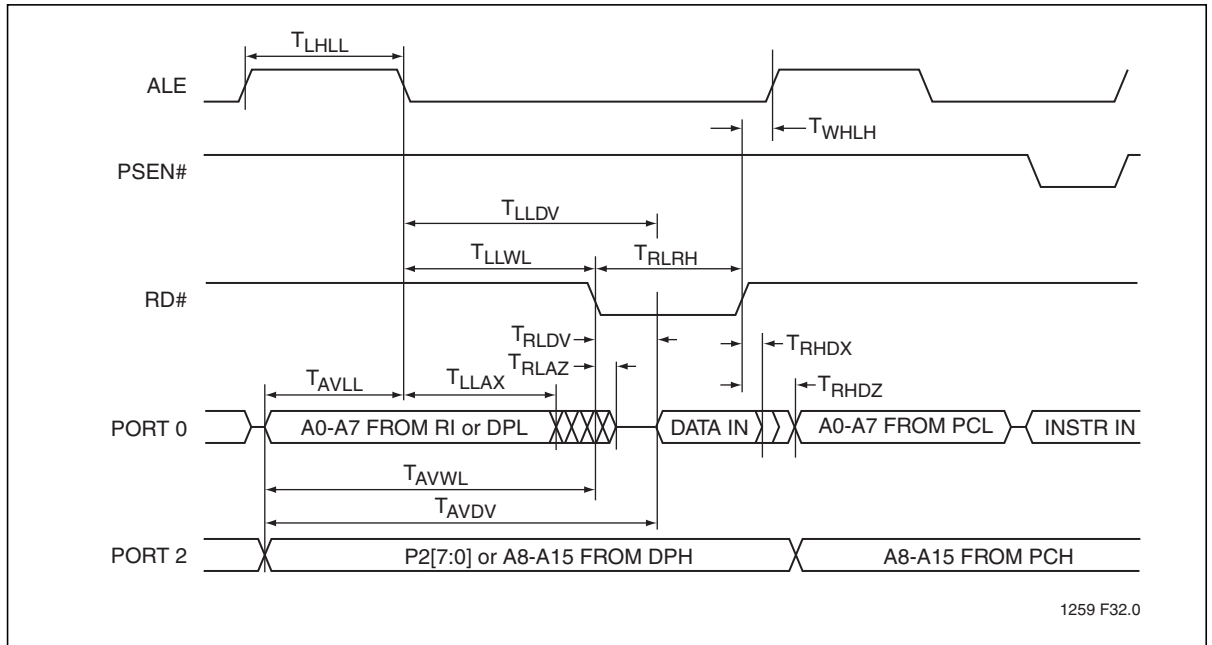 TLHLL
ALE
TWHLH
PSEN#
TLLDV
TLLWL
TRLRH
RD#
TRLDV
TRHDX
TRLAZ
TAVLL
TLLAX
TRHDZ
PORT 0
A0-A7 FROM RI or DPL
DATA IN
A0-A7 FROM PCL
INSTR IN
TAVWL
TAVDV
PORT 2
P2[7:0] or A8-A15 FROM DPH
A8-A15 FROM PCH
1259 F32.0